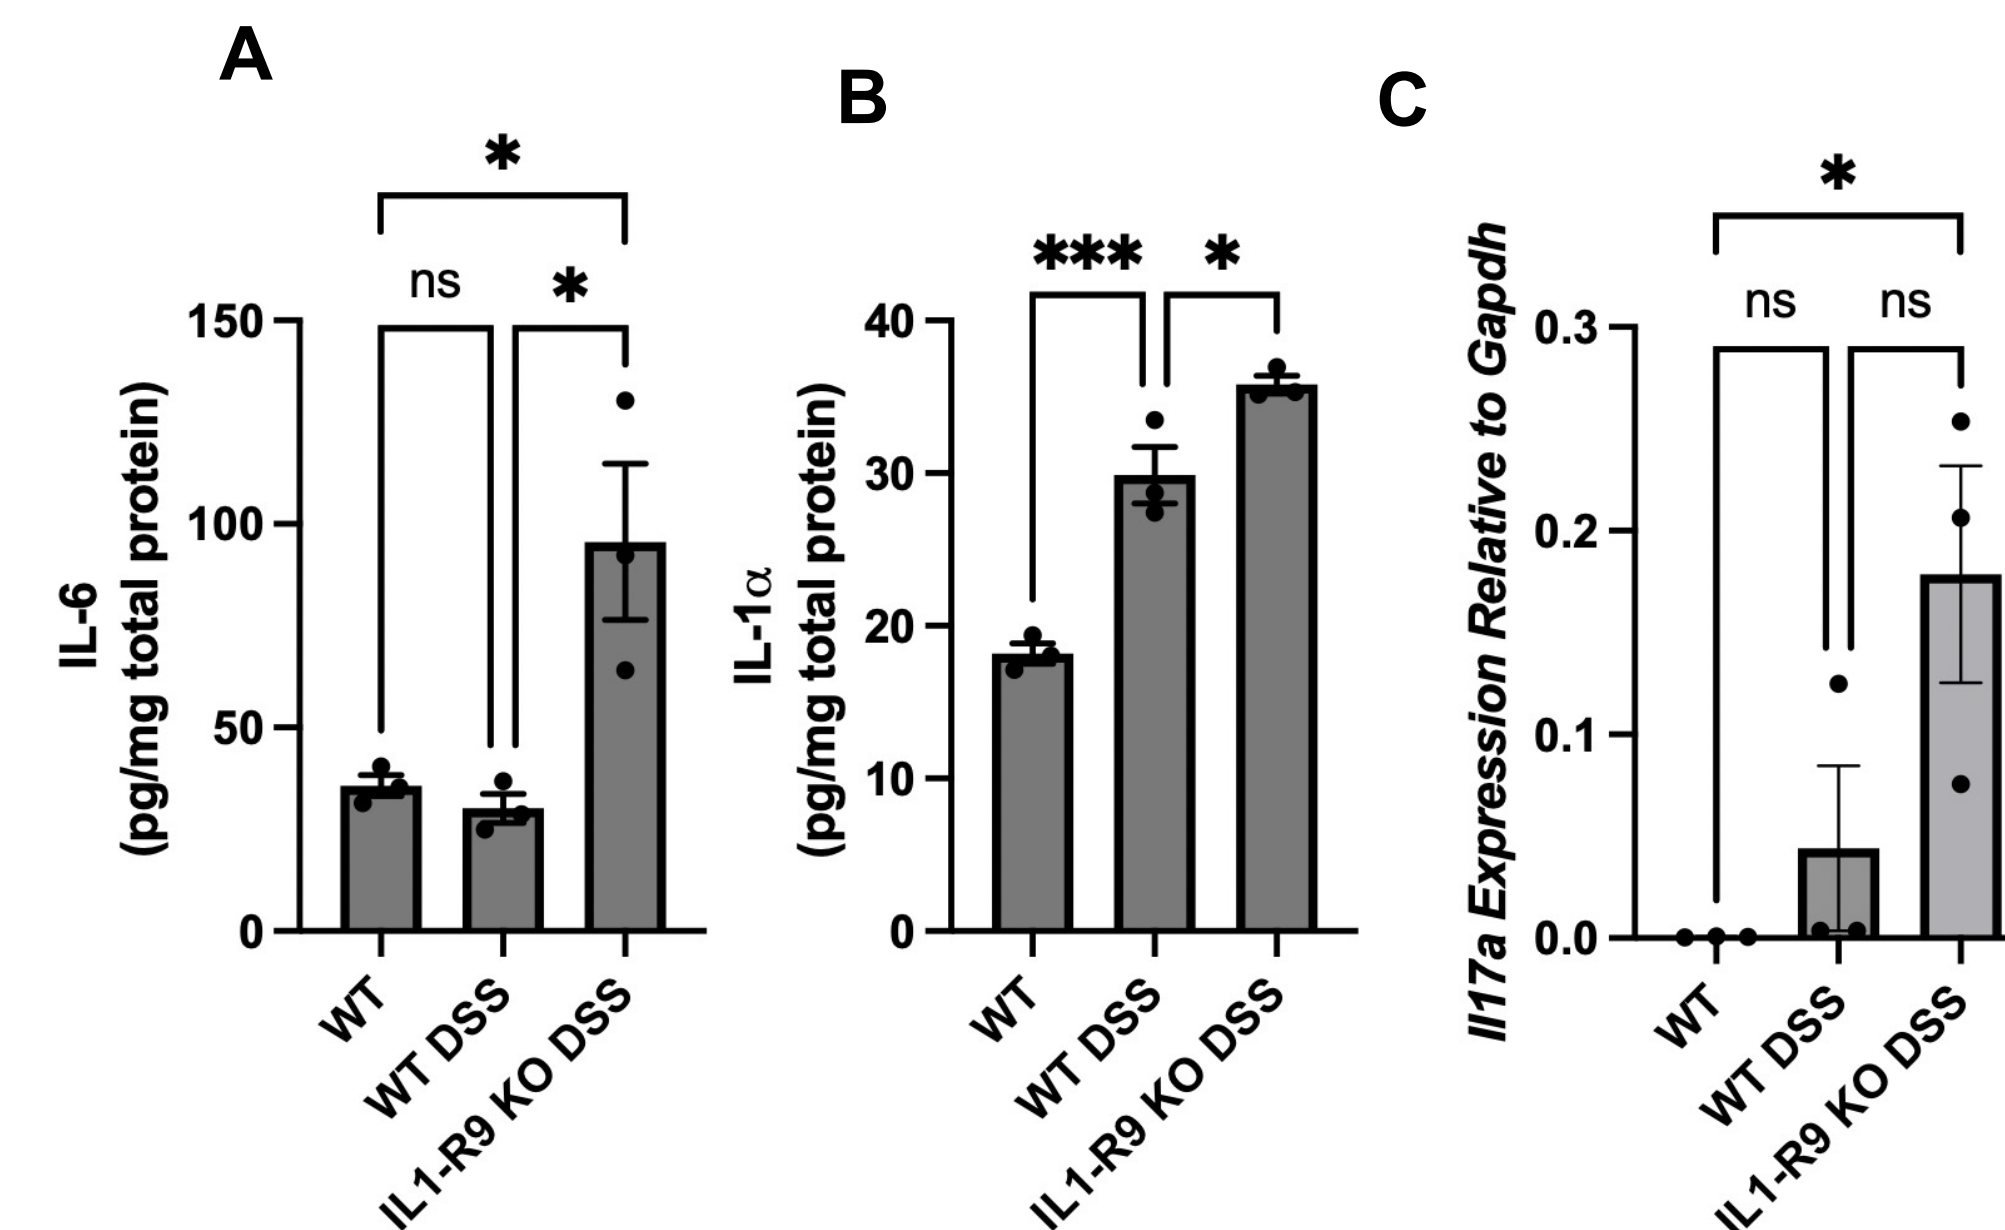 A
B
C
*
ns
*
150
100
50
0
IL-6
(pg/mg total protein)
WT
WT DSS
IL1-R9 KO DSS
***
*
40
30
20
10
0
IL-1α
(pg/mg total protein)
WT
WT DSS
IL1-R9 KO DSS
*
ns
ns
0.3
0.2
0.1
0.0
Il17a Expression Relative to Gapdh
WT
WT DSS
IL1-R9 KO DSS